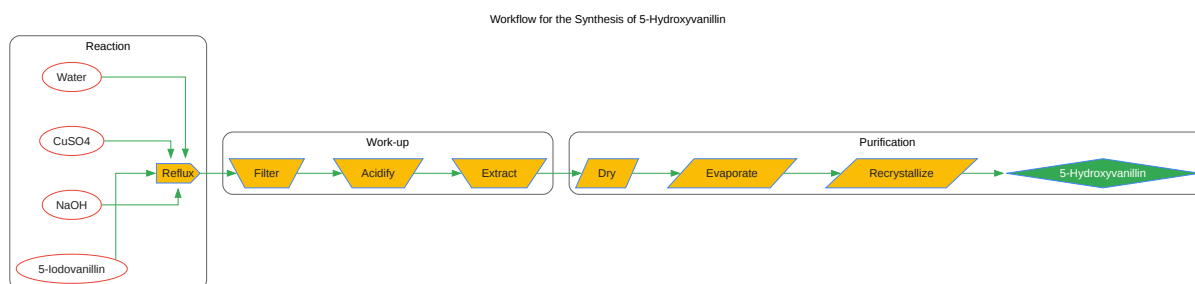 Workflow for the Synthesis of 5-Hydroxyvanillin
Reaction
Water
CuSO4
NaOH
5-Iodovanillin
Reflux
Work-up
Filter
Acidify
Extract
Purification
Dry
Evaporate
Recrystallize
5-Hydroxyvanillin